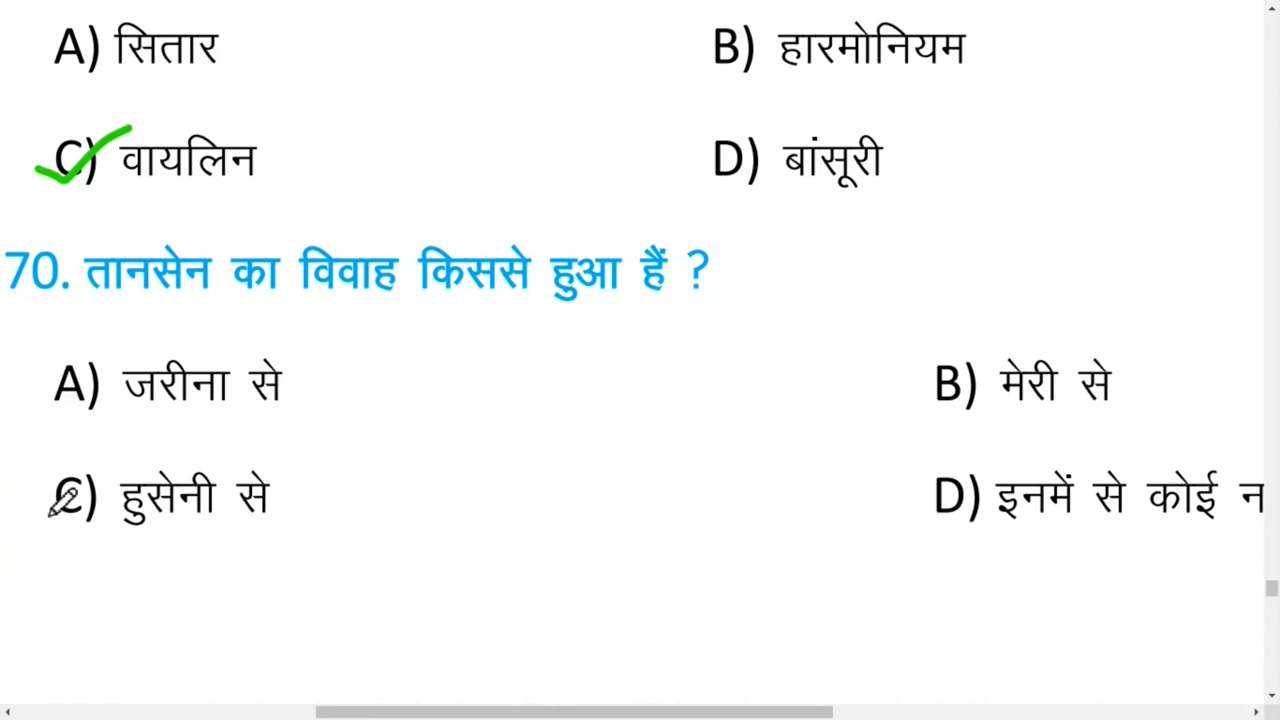 A) सितार B) हारमोनियम
C) वायलिन D) बांसूरी
70. तानसेन का विवाह किससे हुआ हैं ?
A) जरीना से B) मेरी से
C) हुसेनी से D) इनमें से कोई न